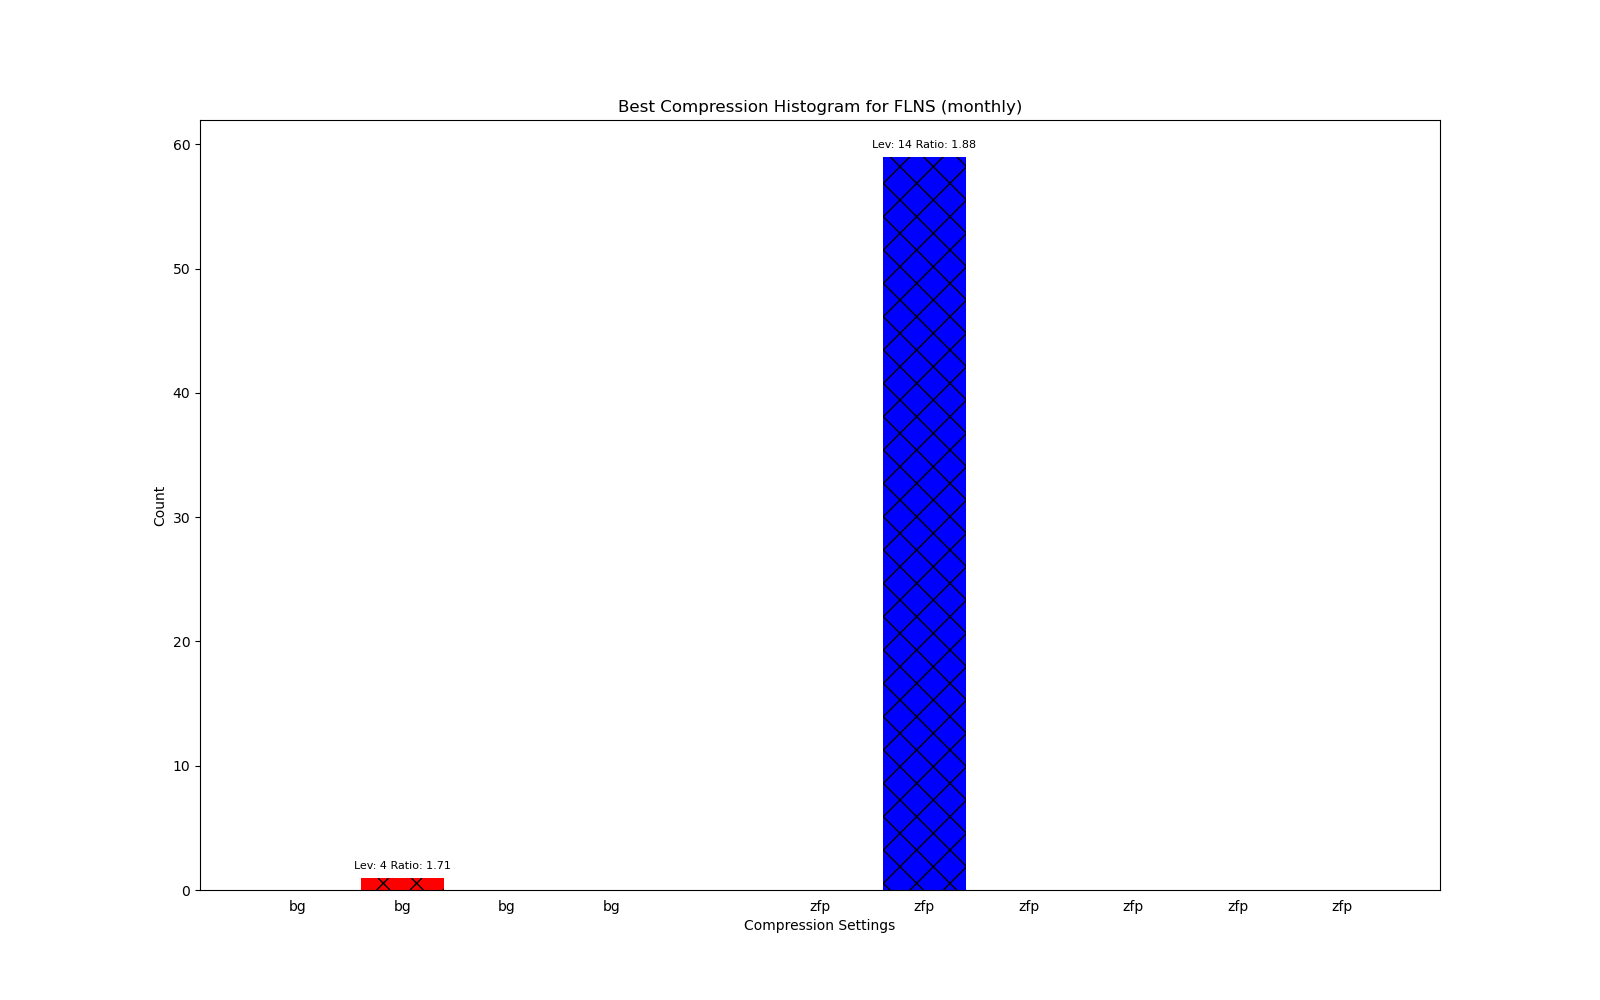 Best Compression Histogram for FLNS (monthly)
Lev: 14 Ratio: 1.88
Lev: 4 Ratio: 1.71
60
50
40
30
20
10
0
Count
bg bg bg bg zfp zfp zfp zfp zfp zfp
Compression Settings